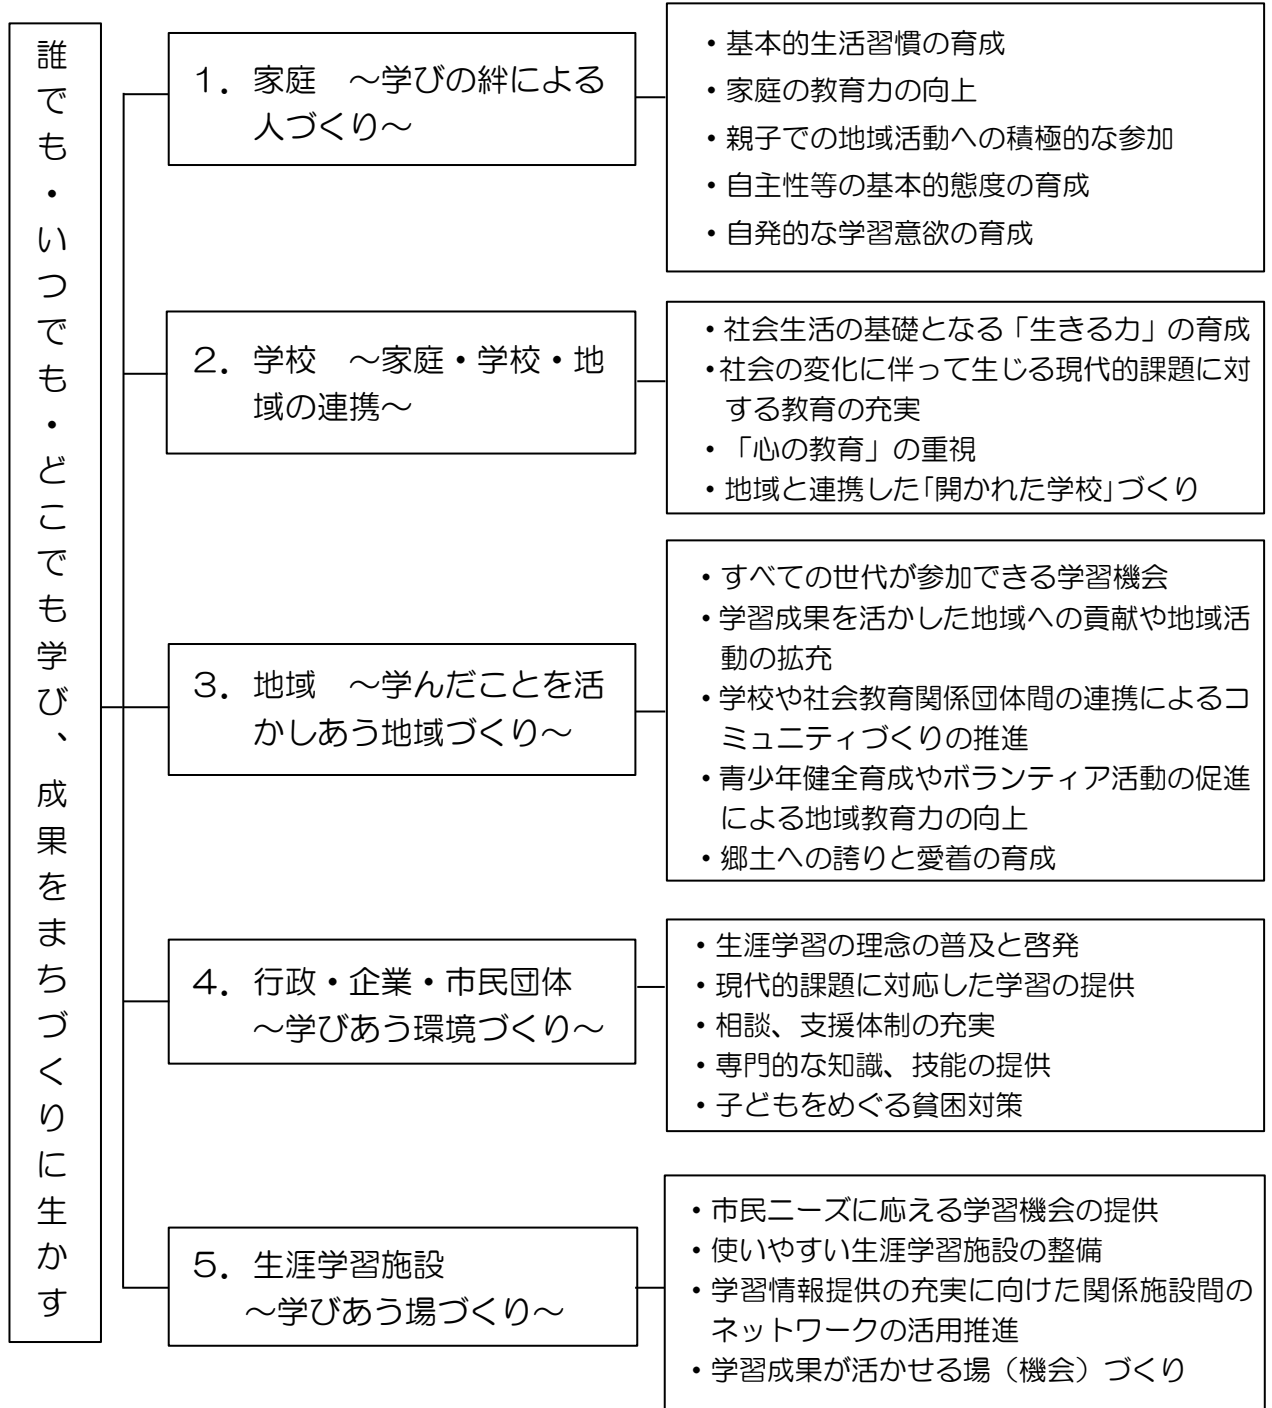 誰でも・いつでも・どこでも学び、成果をまちづくりに生かす
１．家庭　～学びの絆による
人づくり～
・基本的生活習慣の育成
・家庭の教育力の向上
・親子での地域活動への積極的な参加
・自主性等の基本的態度の育成
・自発的な学習意欲の育成
２．学校　～家庭・学校・地
域の連携～
・社会生活の基礎となる「生きる力」の育成
・社会の変化に伴って生じる現代的課題に対
する教育の充実
・「心の教育」の重視
・地域と連携した「開かれた学校」づくり
３．地域　～学んだことを活
かしあう地域づくり～
・すべての世代が参加できる学習機会
・学習成果を活かした地域への貢献や地域活
動の拡充
・学校や社会教育関係団体間の連携によるコ
ミュニティづくりの推進
・青少年健全育成やボランティア活動の促進
による地域教育力の向上
・郷土への誇りと愛着の育成
４．行政・企業・市民団体
～学びあう環境づくり～
・生涯学習の理念の普及と啓発
・現代的課題に対応した学習の提供
・相談、支援体制の充実
・専門的な知識、技能の提供
・子どもをめぐる貧困対策
５．生涯学習施設
～学びあう場づくり～
・市民ニーズに応える学習機会の提供
・使いやすい生涯学習施設の整備
・学習情報提供の充実に向けた関係施設間の
ネットワークの活用推進
・学習成果が活かせる場（機会）づくり